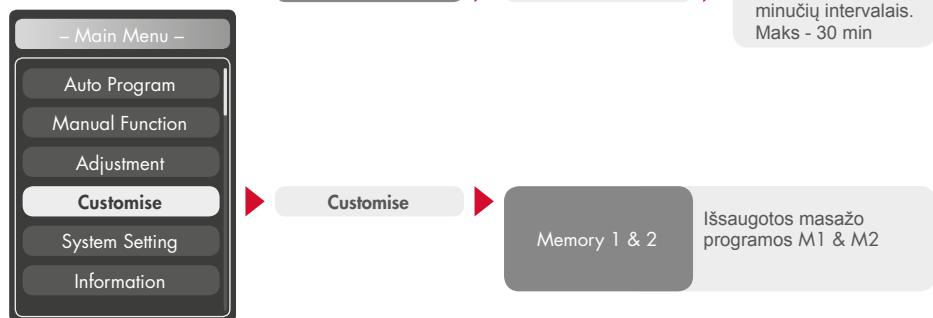 minučių intervalais.
Maks - 30 min
– Main Menu –
Auto Program
Manual Function
Adjustment
Customise
System Setting
Information
Customise
Memory 1 & 2
Išsaugotos masažo
programos M1 & M2